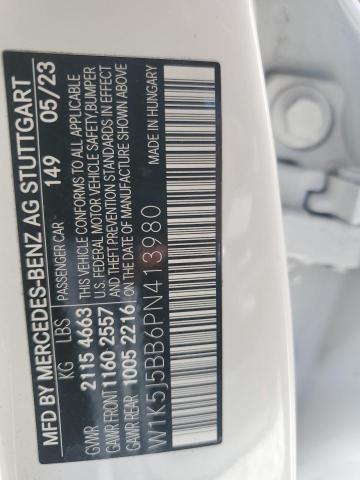 MFD BY MERCEDES-BENZ AG STUTTGART
149 05/23
KG LBS PASSENGER CAR
GVWR 2115 4663
GAWR FRONT 1160 2557
GAWR REAR 1005 2216
THIS VEHICLE CONFORMS TO ALL APPLICABLE
U.S. FEDERAL MOTOR VEHICLE SAFETY, BUMPER
AND THEFT PREVENTION STANDARDS IN EFFECT
ON THE DATE OF MANUFACTURE SHOWN ABOVE
MADE IN HUNGARY
W1K5J5BB6PN413980